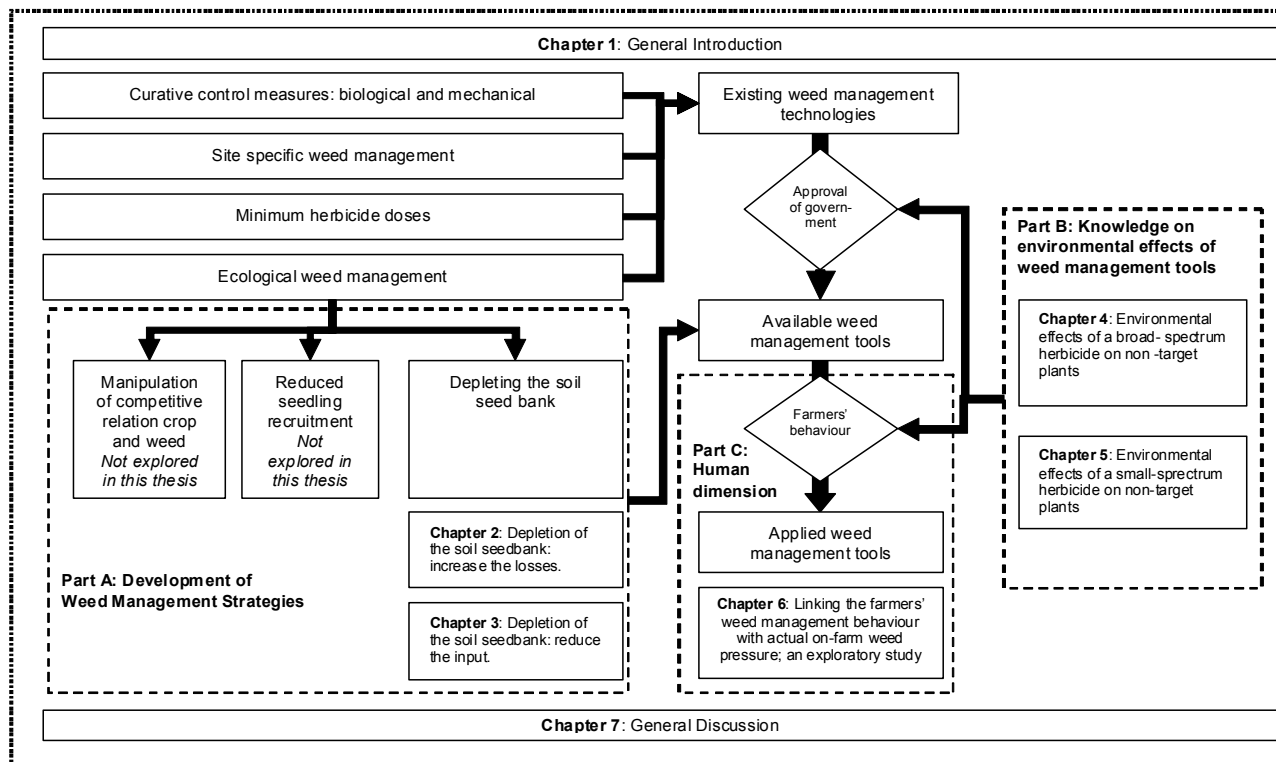 Chapter 1: General Introduction
Curative control measures: biological and mechanical
Site specific weed management
Minimum herbicide doses
Ecological weed management
Existing weed management
technologies
Approval
of govern-
ment
Available weed
management tools
Farmers'
behaviour
Applied weed
management tools
Part B: Knowledge on
environmental effects of
weed management tools
Chapter 4: Environmental
effects of a broad- spectrum
herbicide on non -target
plants
Chapter 5: Environmental
effects of a small-sprectrum
herbicide on non-target
plants
Manipulation
of competitive
relation crop
and weed
Not explored
in this thesis
Reduced
seedling
recruitment
Not
explored in
this thesis
Depleting the soil
seed bank
Chapter 2: Depletion of
the soil seedbank:
increase the losses.
Chapter 3: Depletion of
the soil seedbank: reduce
the input.
Part A: Development of
Weed Management Strategies
Part C:
Human
dimension
Chapter 6: Linking the farmers'
weed management behaviour
with actual on-farm weed
pressure; an exploratory study
Chapter 7: General Discussion